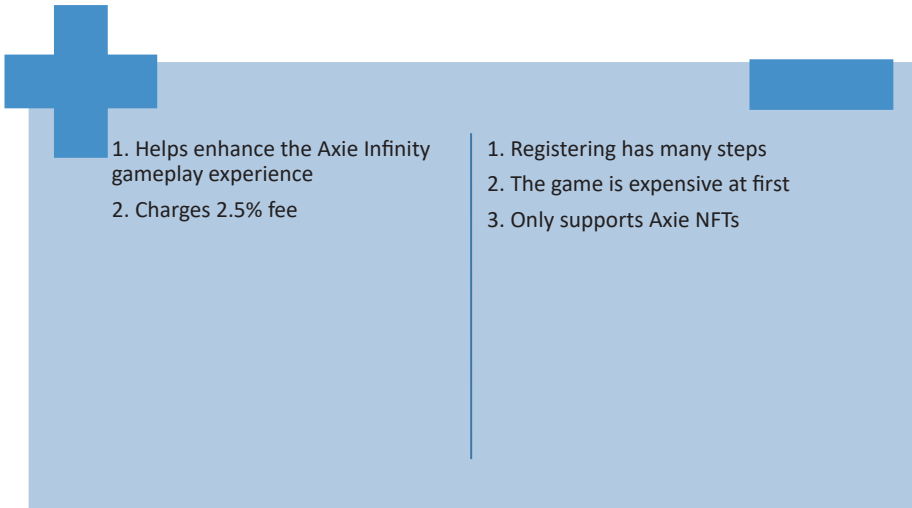 1. Helps enhance the Axie Infinity
gameplay experience
2. Charges 2.5% fee
1. Registering has many steps
2. The game is expensive at first
3. Only supports Axie NFTs